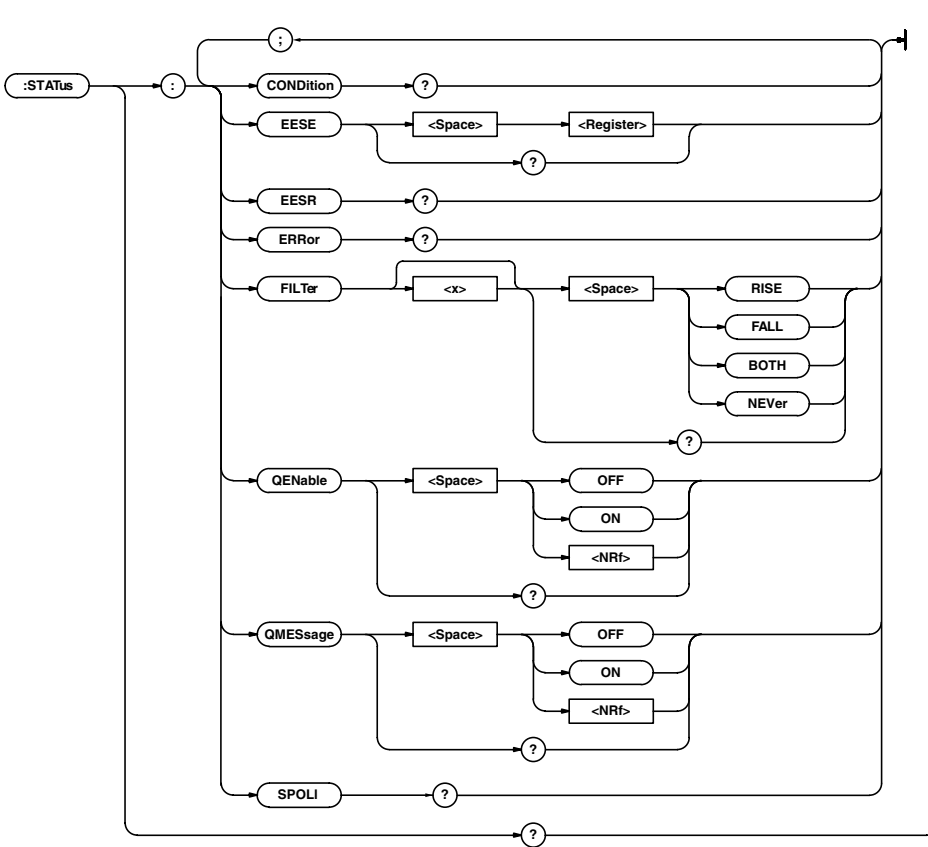 ;
:STATus : CONDition ?
EESE <Space> <Register>
?
EESR ?
ERRor ?
FILTer <x> <Space> RISE
FALL
BOTH
NEVer
?
QENable <Space> OFF
ON
<NRf>
?
QMESsage <Space> OFF
ON
<NRf>
?
SPOLl ?
?